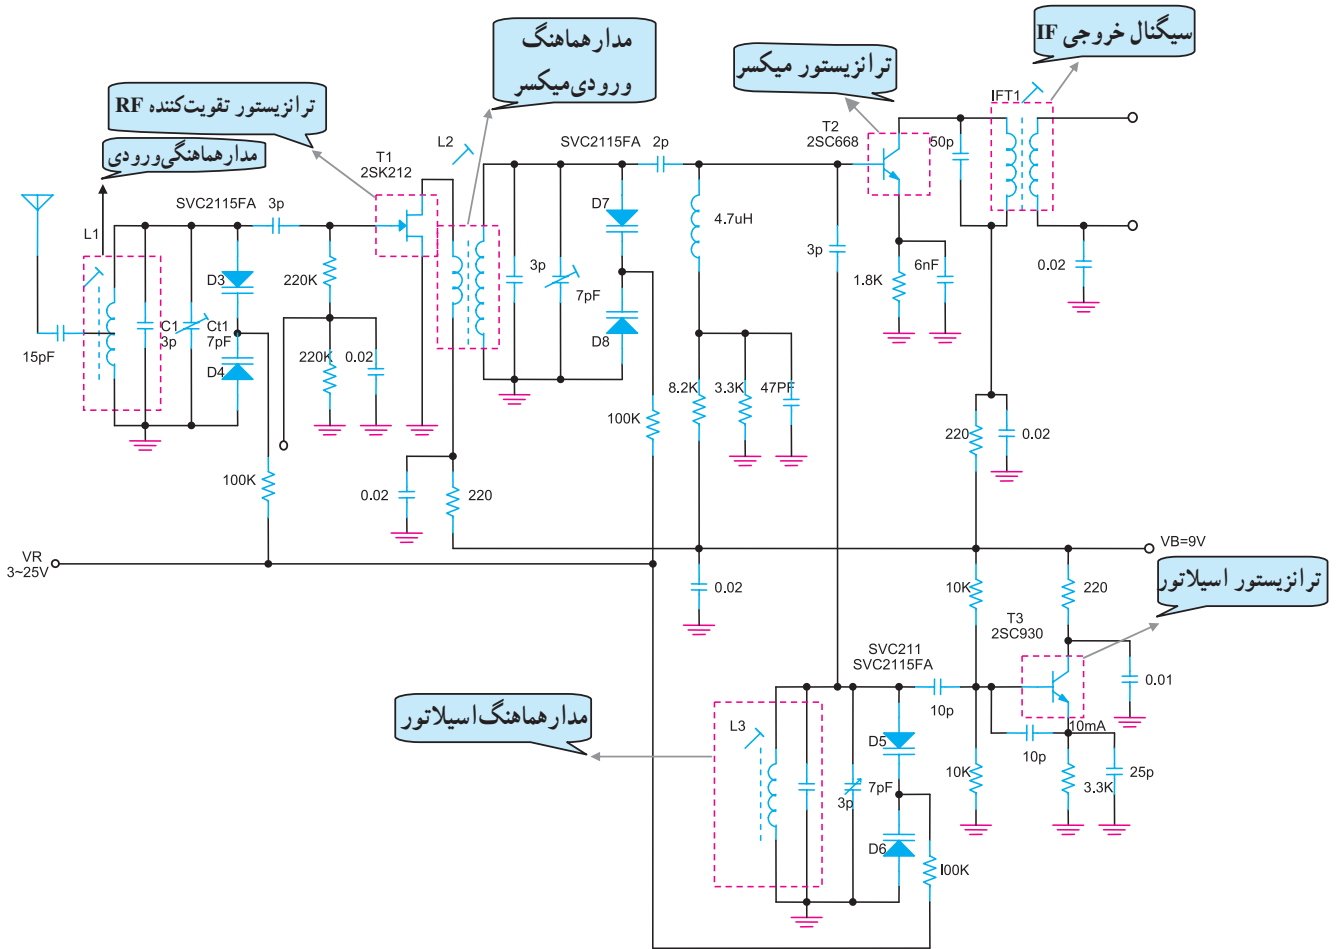 سیگنال خروجی IF
مدار هماهنگ
ورودی میکسر
ترانزیستور میکسر
ترانزیستور تقویت‌کننده RF
مدار هماهنگی ورودی
IFT1
T2
2SC668
50p
SVC2115FA
2p
L2
T1
2SK212
SVC2115FA
3p
L1
D7
4.7uH
3p
6nF
1.8K
0.02
D3
220K
3p
7pF
C1
3p
Ct1
7pF
D4
220K
0.02
D8
15pF
8.2K
3.3K
47PF
100K
220
0.02
100K
0.02
220
VR
3~25V
VB=9V
0.02
10K
220
ترانزیستور اسیلاتور
T3
2SC930
SVC211
SVC2115FA
0.01
10p
مدار هماهنگ اسیلاتور
L3
D5
10mA
10p
10K
25p
3.3K
7pF
3p
D6
I00K